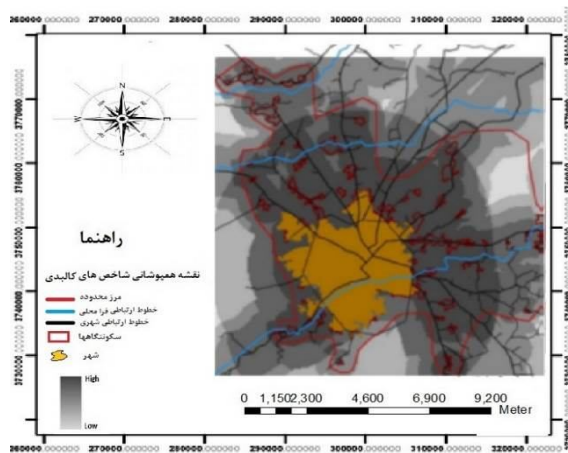 260000 270000 280000 290000 300000 310000 320000
3770000
3760000
3750000
3740000
3730000
N
W E
S
راهنما
نقشه همپوشانی شاخص های کالبدی
مرز محدوده
خطوط ارتباطی فرا محلی
خطوط ارتباطی شهری
سکونتگاهها
شهر
High
Low
0 1,150 2,300 4,600 6,900 9,200
Meter
260000 270000 280000 290000 300000 310000 320000